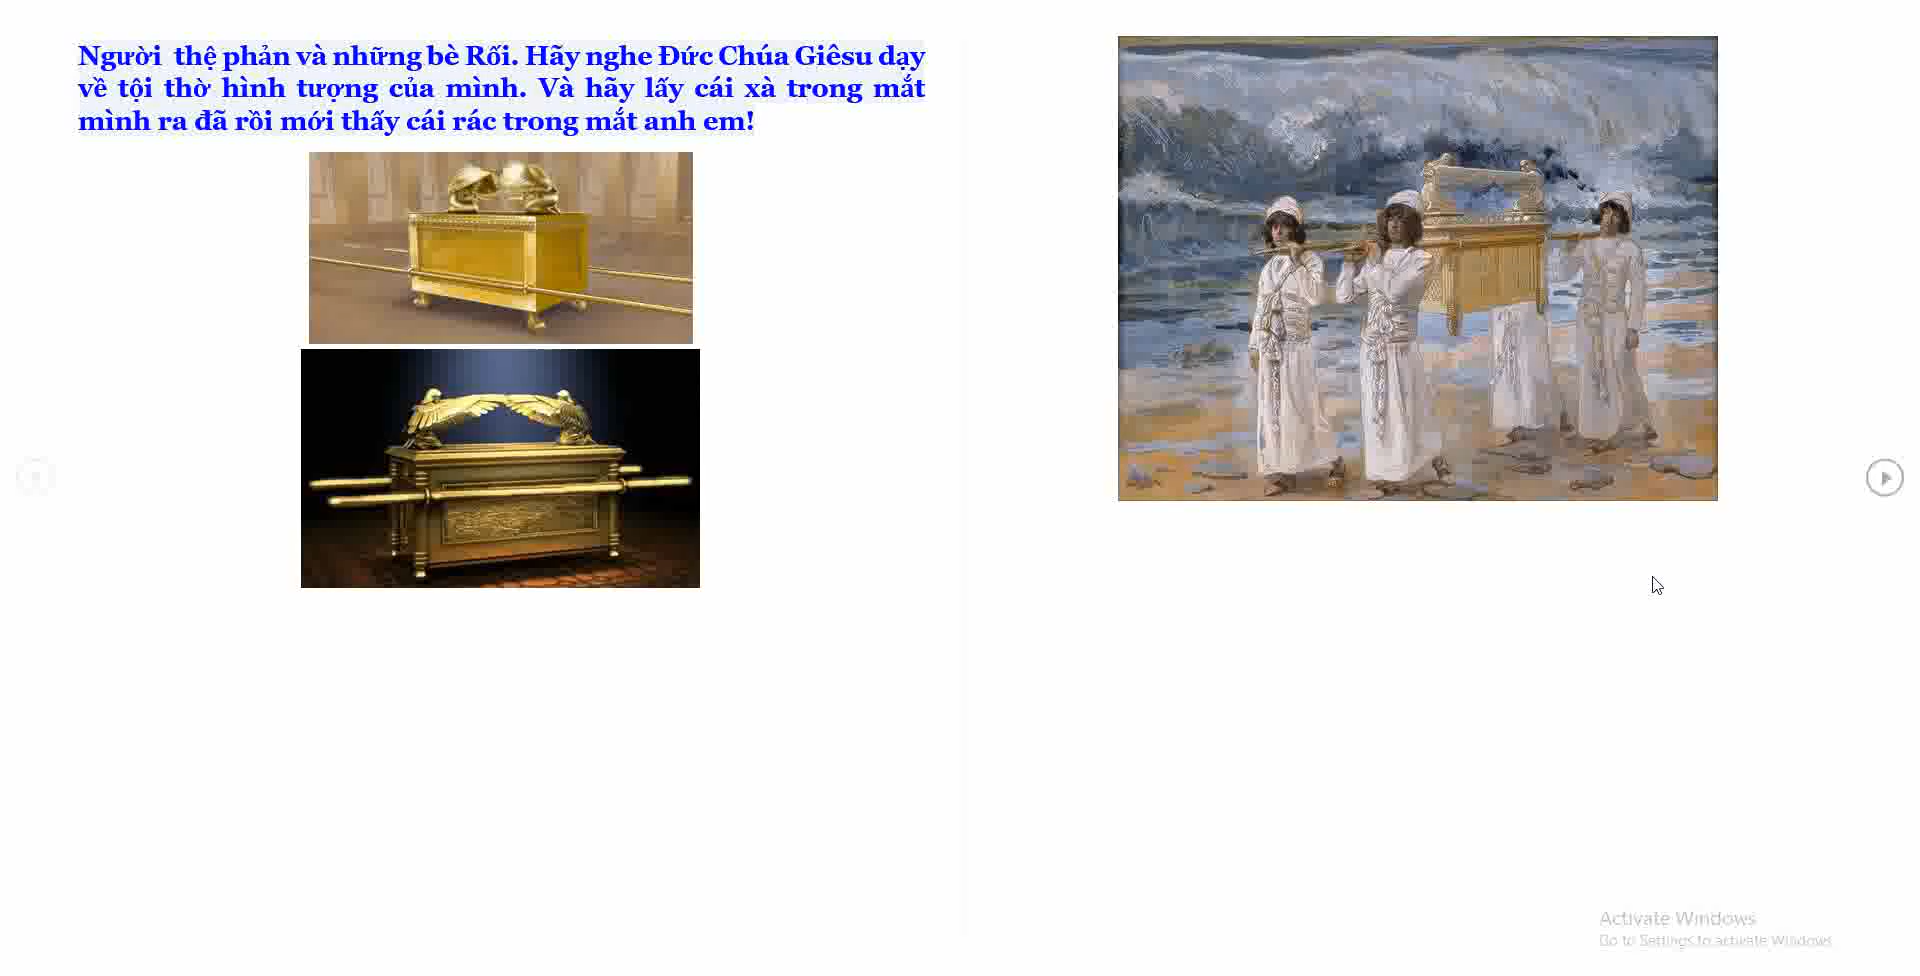 Người thệ phản và những bè Rối. Hãy nghe Đức Chúa Giêsu dạy
về tội thờ hình tượng của mình. Và hãy lấy cái xà trong mắt
mình ra đã rồi mới thấy cái rác trong mắt anh em!
Activate Windows
Go to Settings to activate Windows.